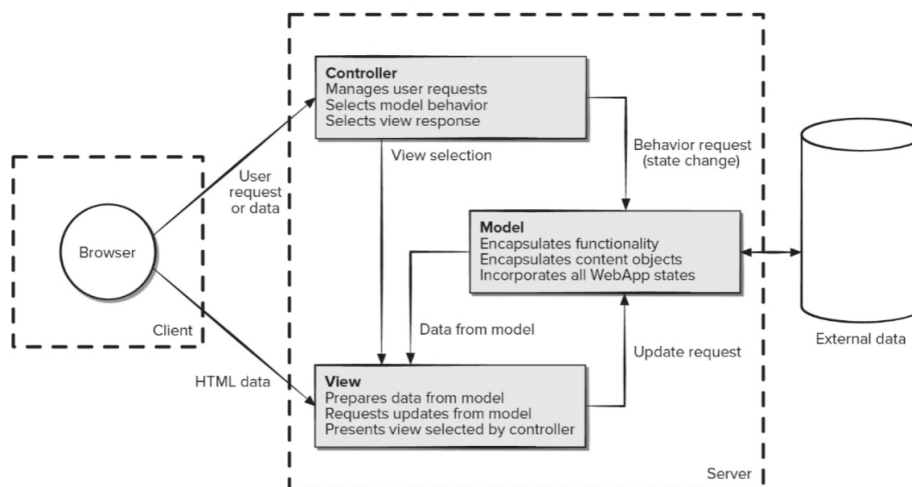 Controller
Manages user requests
Selects model behavior
Selects view response
View selection
Behavior request
(state change)
User
request
or data
Browser
Model
Encapsulates functionality
Encapsulates content objects
Incorporates all WebApp states
Client
Data from model
Update request
External data
HTML data
View
Prepares data from model
Requests updates from model
Presents view selected by controller
Server